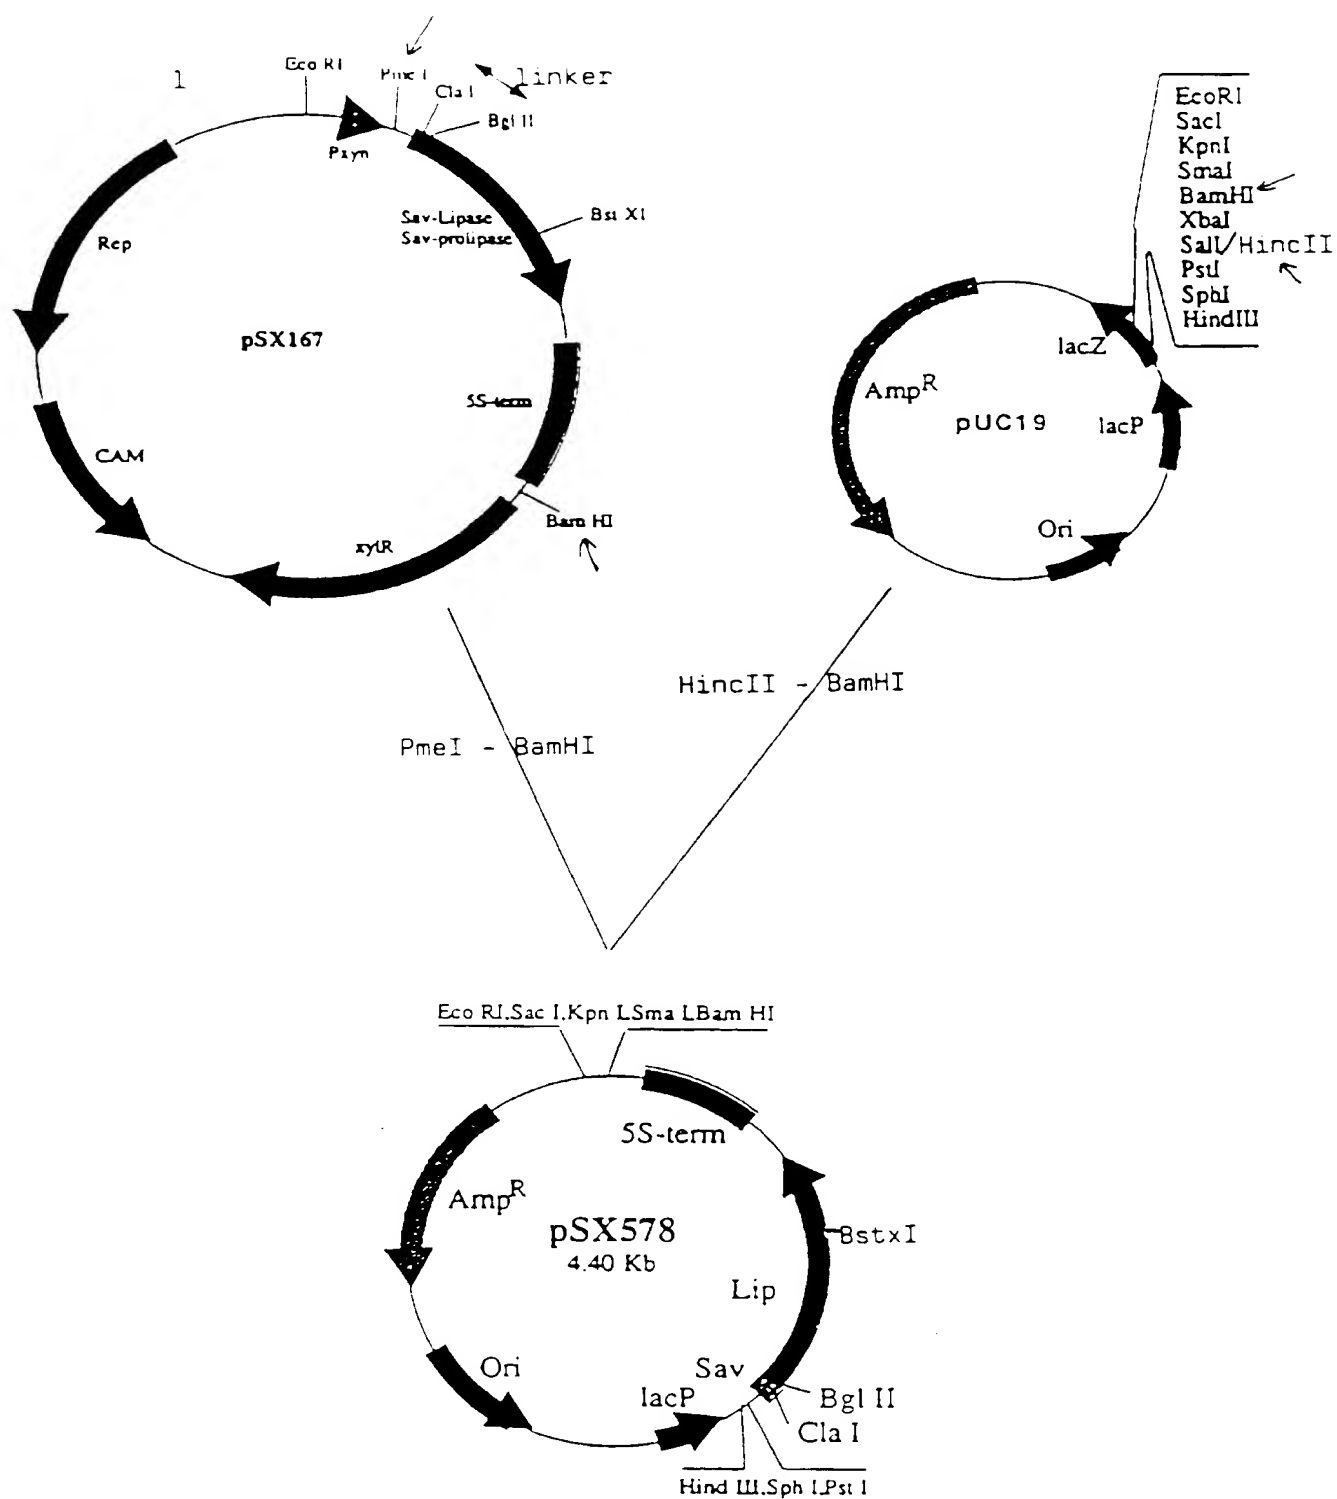 1
Eco RI
Pme I
linker
Cla I
Bgl II
Pxyn
Sav-Lipase
Sav-prolipase
Bst XI
Rep
pSX167
5S-term
CAM
xylR
Bam HI
EcoRI
SacI
KpnI
SmaI
BamHI
XbaI
SalI/HincII
PstI
SphI
HindIII
lacZ
AmpR
pUC19
lacP
Ori
HincII - BamHI
PmeI - BamHI
Eco RI.Sac I.Kpn I.Sma I.Bam HI
5S-term
AmpR
pSX578
4.40 Kb
BstxI
Lip
Ori
Sav
lacP
Bgl II
Cla I
Hind III.Sph I.Pst I